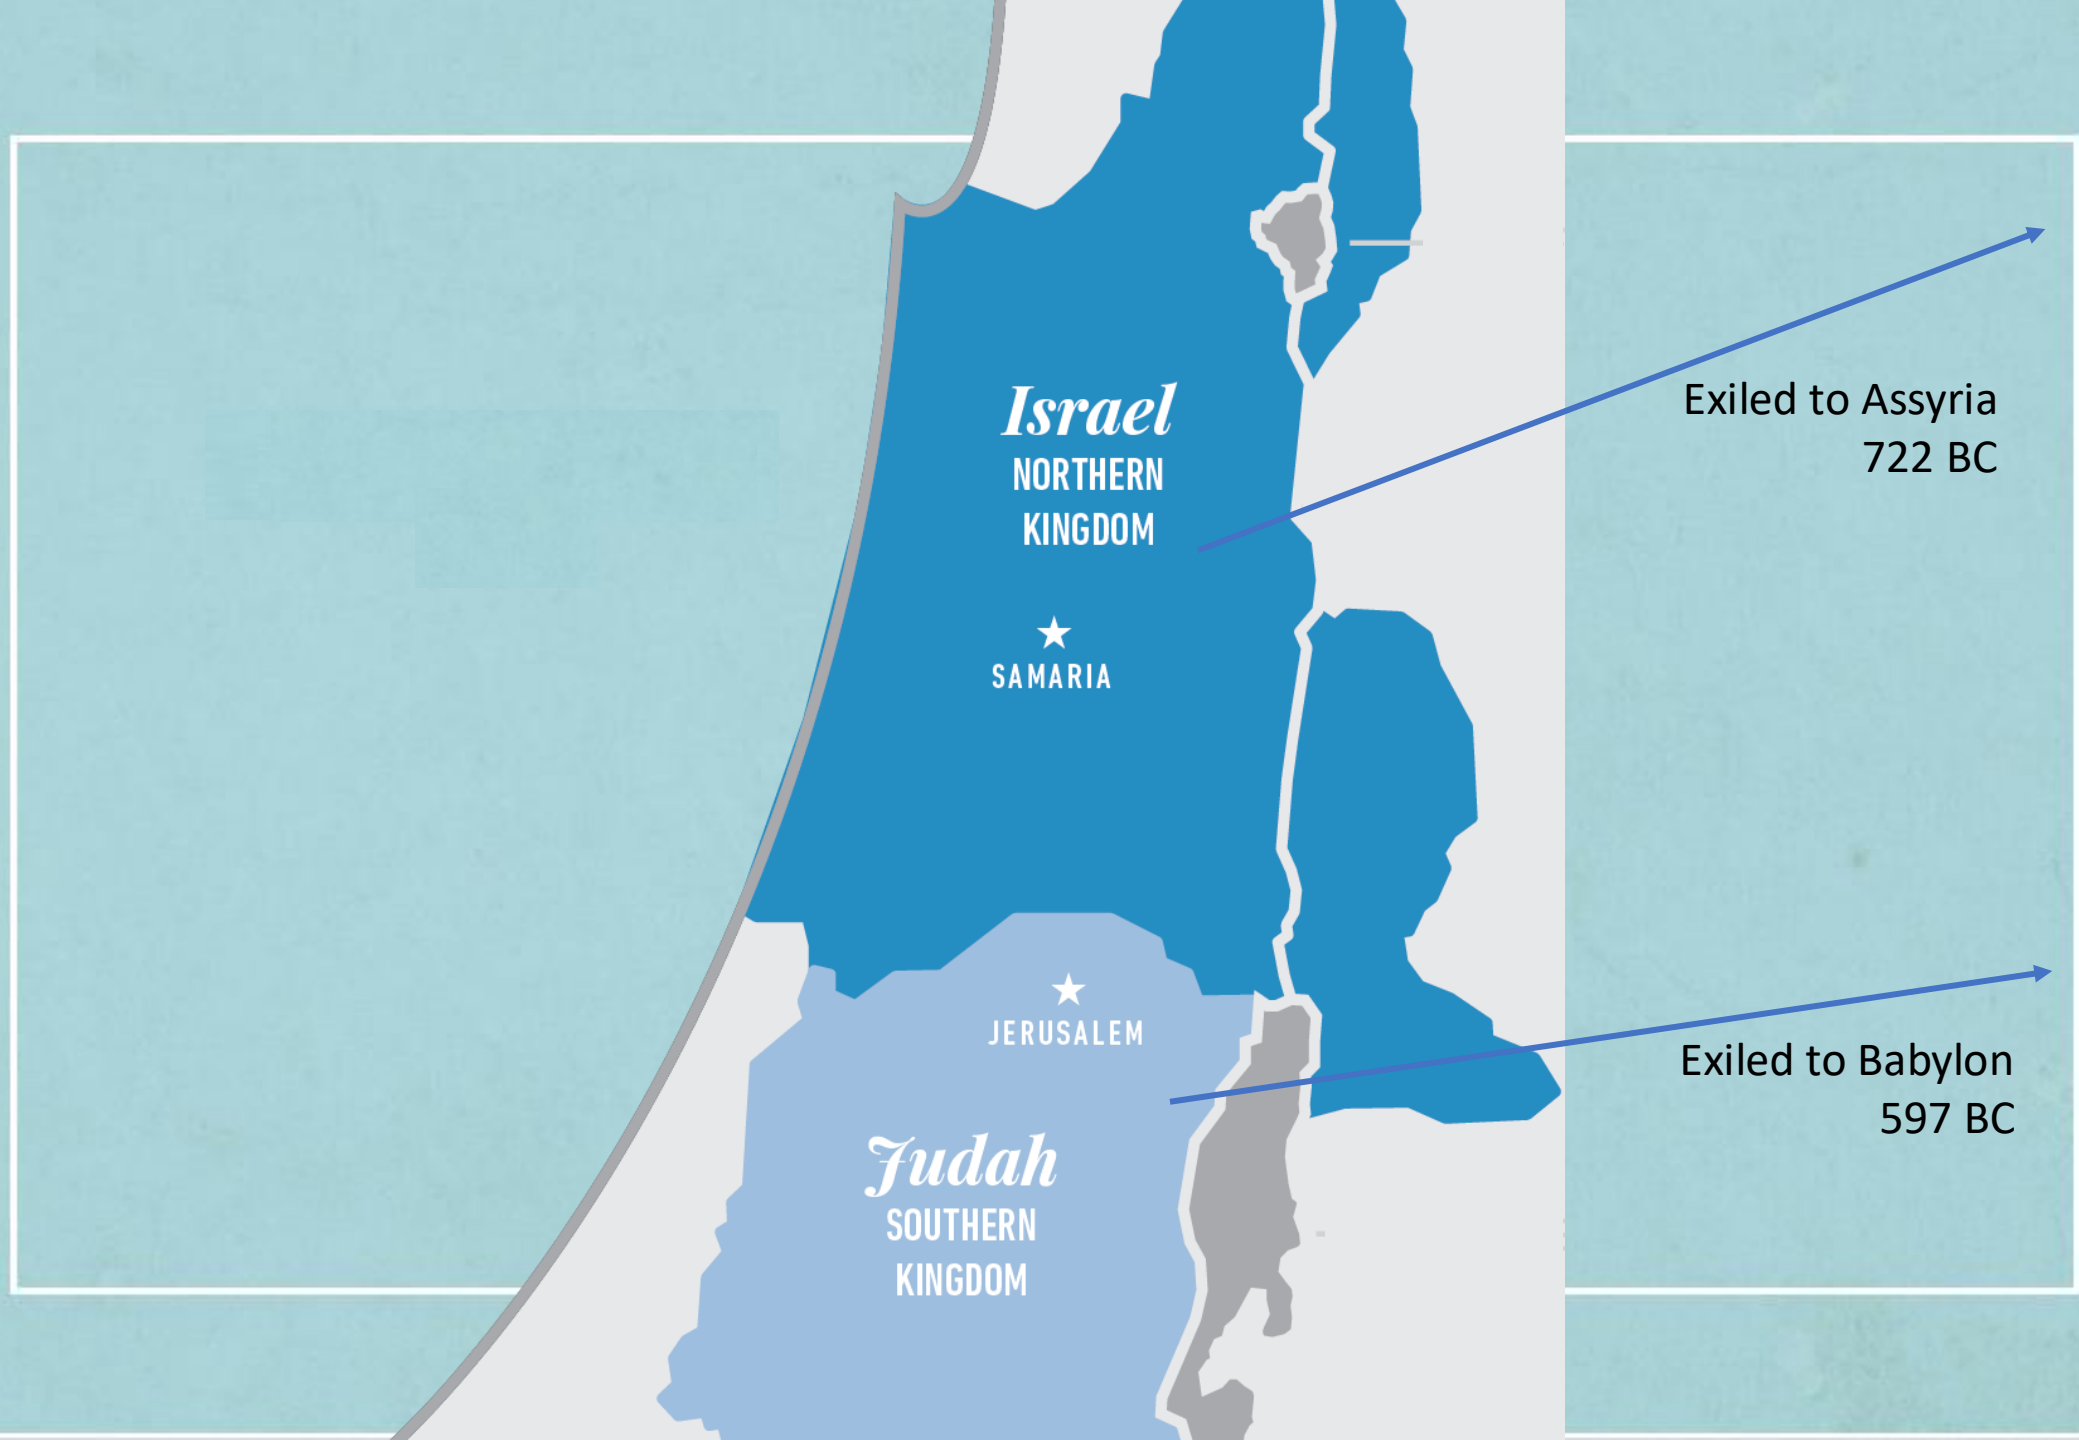 Israel
NORTHERN
KINGDOM
SAMARIA
Exiled to Assyria
722 BC
JERUSALEM
Judah
SOUTHERN
KINGDOM
Exiled to Babylon
597 BC